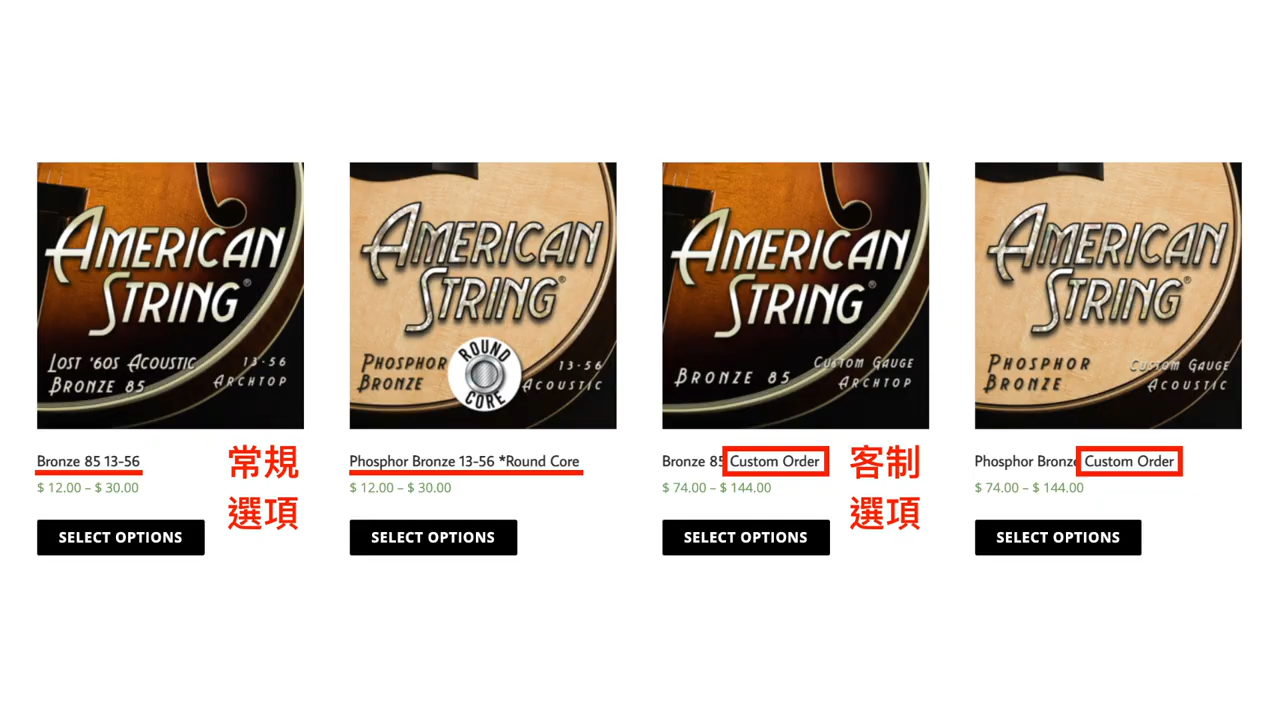 AMERICAN
STRING®
LOST '60S ACOUSTIC
BRONZE 85
13-56
ARCHTOP
Bronze 85 13-56
$ 12.00 – $ 30.00
SELECT OPTIONS
常規
選項
AMERICAN
STRING®
PHOSPHOR
BRONZE
ROUND
CORE
13-56
ACOUSTIC
Phosphor Bronze 13-56 *Round Core
$ 12.00 – $ 30.00
SELECT OPTIONS
AMERICAN
STRING®
BRONZE 85
CUSTOM GAUGE
ARCHTOP
Bronze 85 Custom Order
$ 74.00 – $ 144.00
SELECT OPTIONS
客制
選項
AMERICAN
STRING®
PHOSPHOR
BRONZE
CUSTOM GAUGE
ACOUSTIC
Phosphor Bronze Custom Order
$ 74.00 – $ 144.00
SELECT OPTIONS